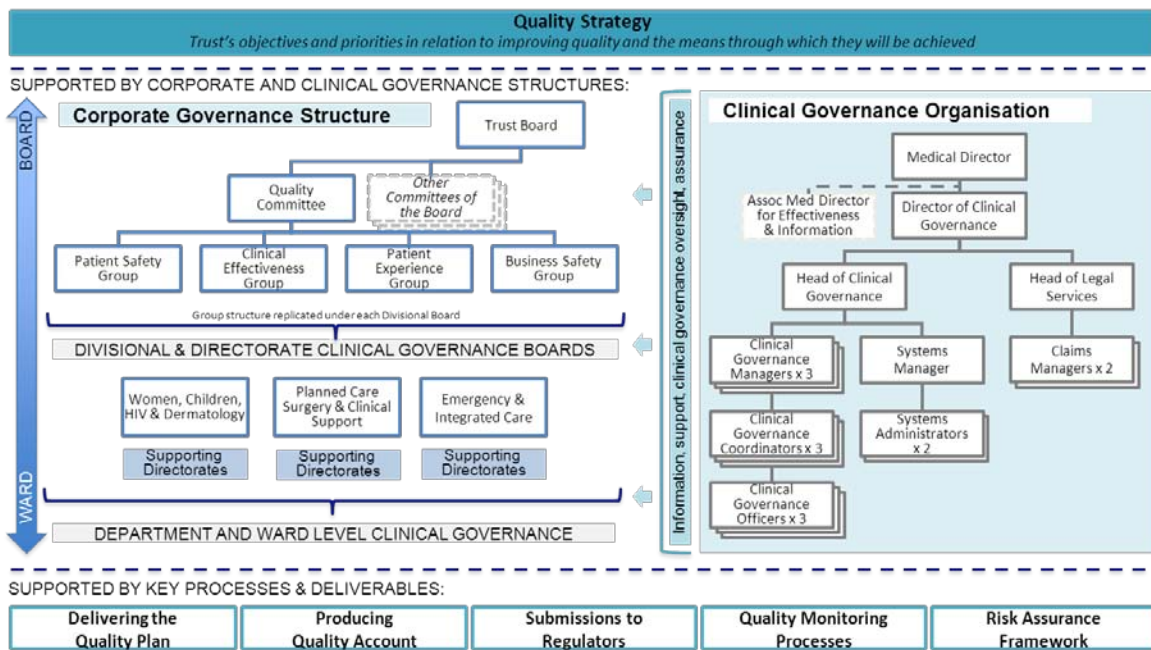 Quality Strategy
Trust's objectives and priorities in relation to improving quality and the means through which they will be achieved
SUPPORTED BY CORPORATE AND CLINICAL GOVERNANCE STRUCTURES:
BOARD
WARD
Corporate Governance Structure
Trust Board
Quality
Committee
Other
Committees of
the Board
Patient Safety
Group
Clinical
Effectiveness
Group
Patient
Experience
Group
Business Safety
Group
Group structure replicated under each Divisional Board
DIVISIONAL & DIRECTORATE CLINICAL GOVERNANCE BOARDS
Women, Children,
HIV & Dermatology
Planned Care
Surgery & Clinical
Support
Emergency &
Integrated Care
Supporting
Directorates
Supporting
Directorates
Supporting
Directorates
DEPARTMENT AND WARD LEVEL CLINICAL GOVERNANCE
Information, support, clinical governance oversight, assurance
Clinical Governance Organisation
Medical Director
Assoc Med Director
for Effectiveness
& Information
Director of Clinical
Governance
Head of Clinical
Governance
Head of Legal
Services
Clinical
Governance
Managers x 3
Systems
Manager
Claims
Managers x 2
Clinical
Governance
Coordinators x 3
Systems
Administrators
x 2
Clinical
Governance
Officers x 3
SUPPORTED BY KEY PROCESSES & DELIVERABLES:
Delivering the
Quality Plan
Producing
Quality Account
Submissions to
Regulators
Quality Monitoring
Processes
Risk Assurance
Framework